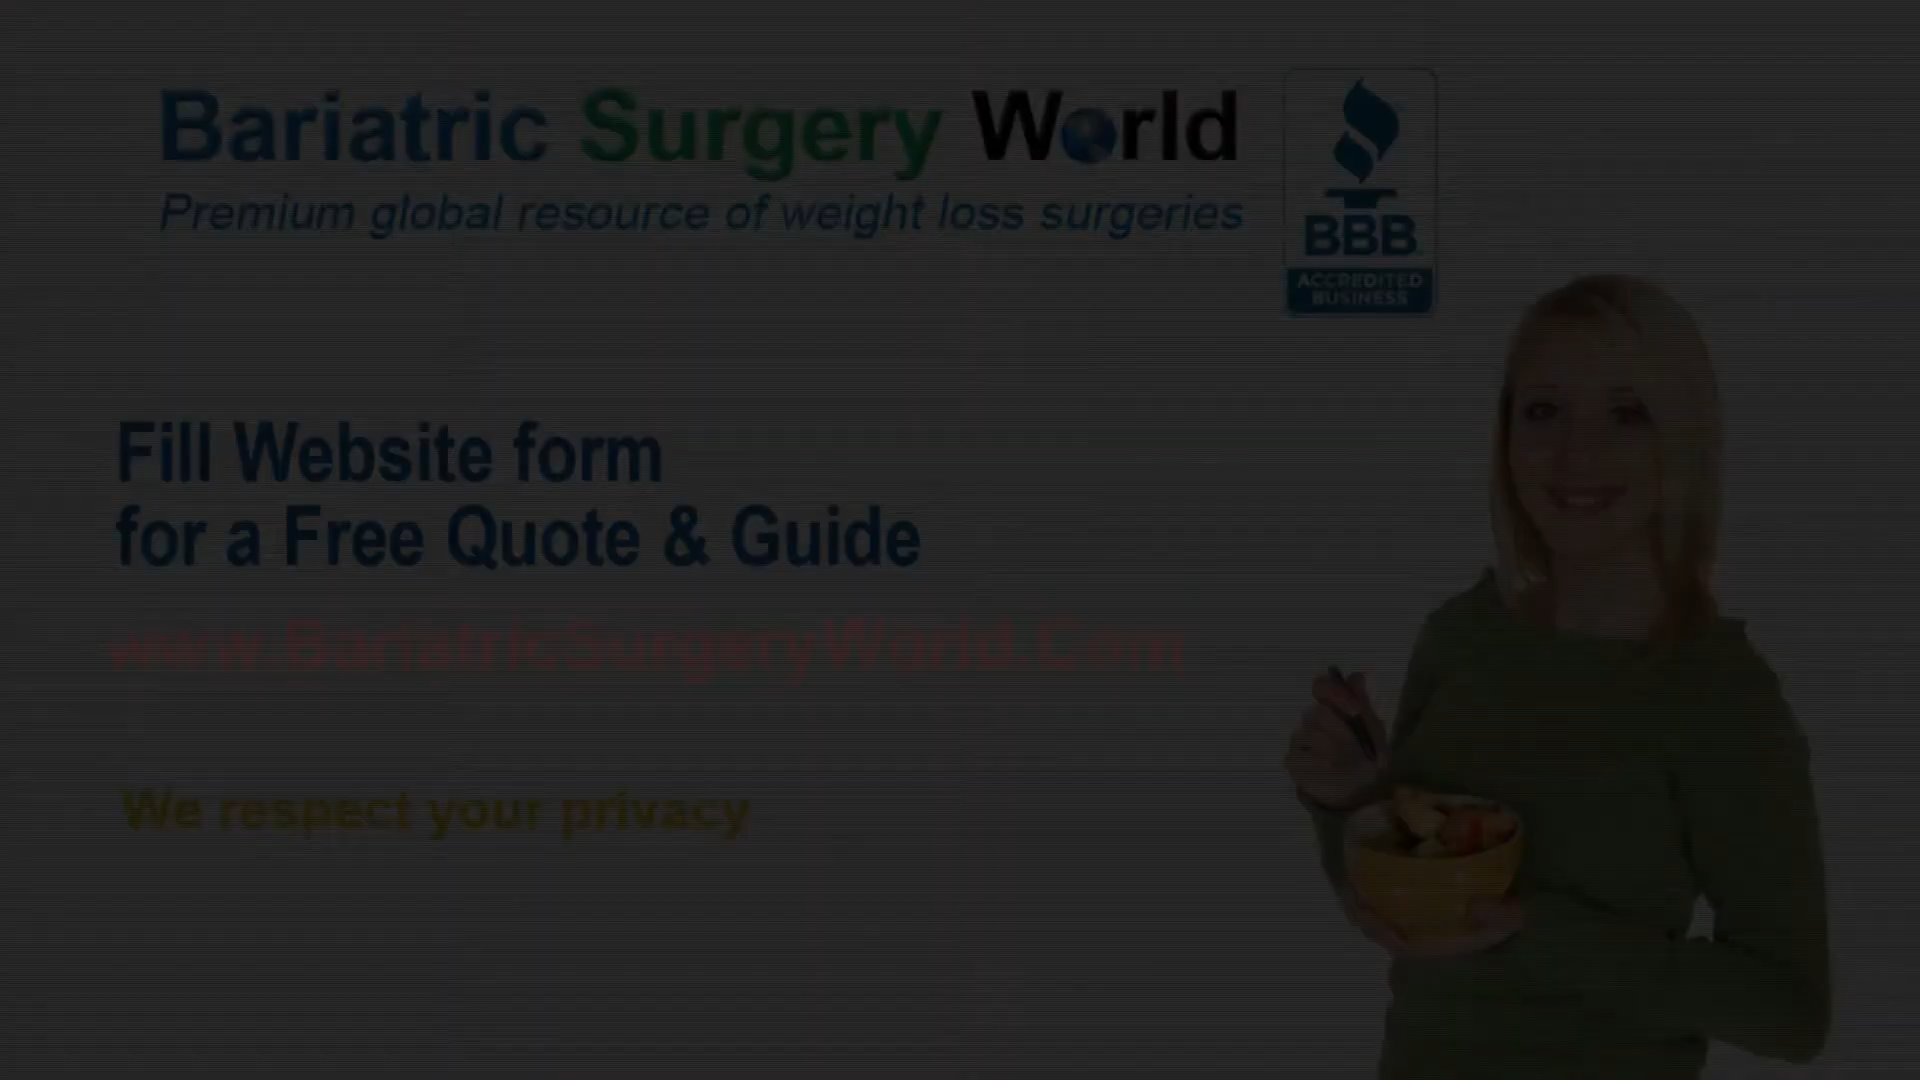 Bariatric Surgery World
Premium global resource of weight loss surgeries
BBB
ACCREDITED
BUSINESS
Fill Website form
for a Free Quote & Guide
www.BariatricSurgeryWorld.Com
We respect your privacy